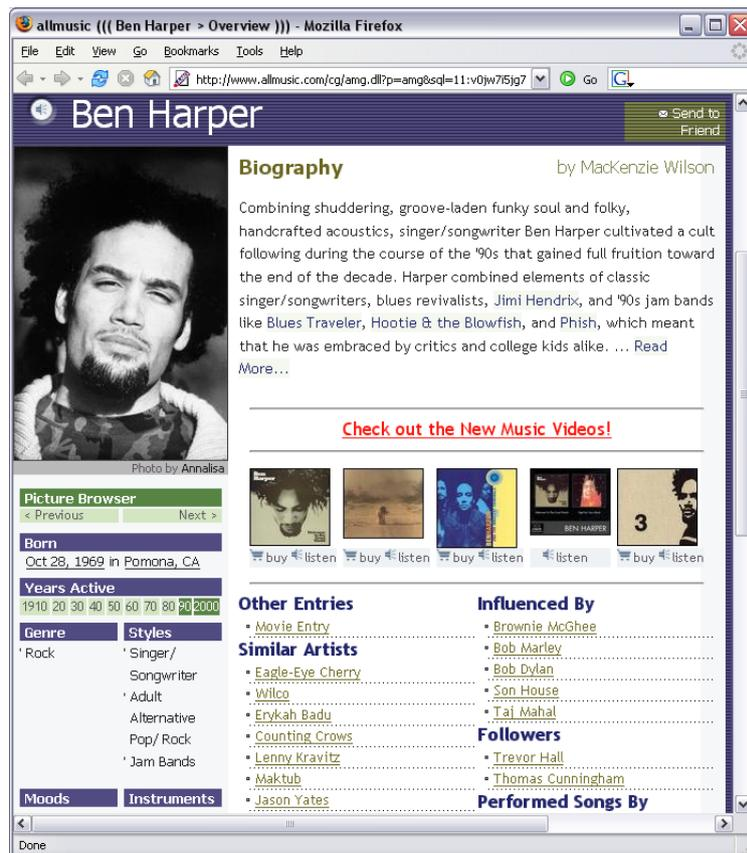 allmusic ((( Ben Harper > Overview ))) - Mozilla Firefox
File Edit View Go Bookmarks Tools Help
http://www.allmusic.com/cg/amg.dll?p=amg&sql=11:v0jw7i5jg7
Go
G
Ben Harper
Send to
Friend
Biography
by MacKenzie Wilson
Combining shuddering, groove-laden funky soul and folky,
handcrafted acoustics, singer/songwriter Ben Harper cultivated a cult
following during the course of the '90s that gained full fruition toward
the end of the decade. Harper combined elements of classic
singer/songwriters, blues revivalists, Jimi Hendrix, and '90s jam bands
like Blues Traveler, Hootie & the Blowfish, and Phish, which meant
that he was embraced by critics and college kids alike. ... Read
More...
Check out the New Music Videos!
Photo by Annalisa
Picture Browser
< Previous Next >
Born
Oct 28, 1969 in Pomona, CA
Years Active
1910 20 30 40 50 60 70 80 90 2000
Genre
Rock
Styles
Singer/
Songwriter
Adult
Alternative
Pop/Rock
Jam Bands
Moods
Instruments
BEN HARPER
3
buy listen buy listen buy listen listen buy listen
Other Entries
Movie Entry
Similar Artists
Eagle-Eye Cherry
Wilco
Erykah Badu
Counting Crows
Lenny Kravitz
Maktub
Jason Yates
Influenced By
Brownie McGhee
Bob Marley
Bob Dylan
Son House
Taj Mahal
Followers
Trevor Hall
Thomas Cunningham
Performed Songs By
Done